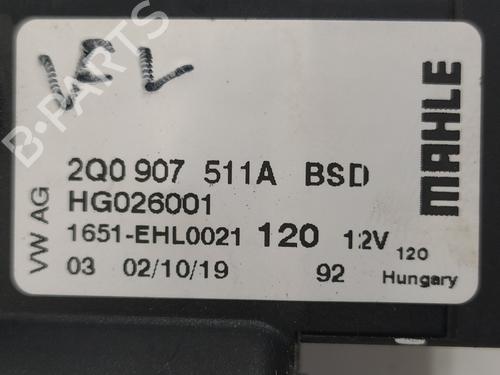 B-PARTS
2Q0 907 511A BSD
HG026001
1651-EHL0021 120 12V 120
03 02/10/19 92 Hungary
VW AG
MAHLE